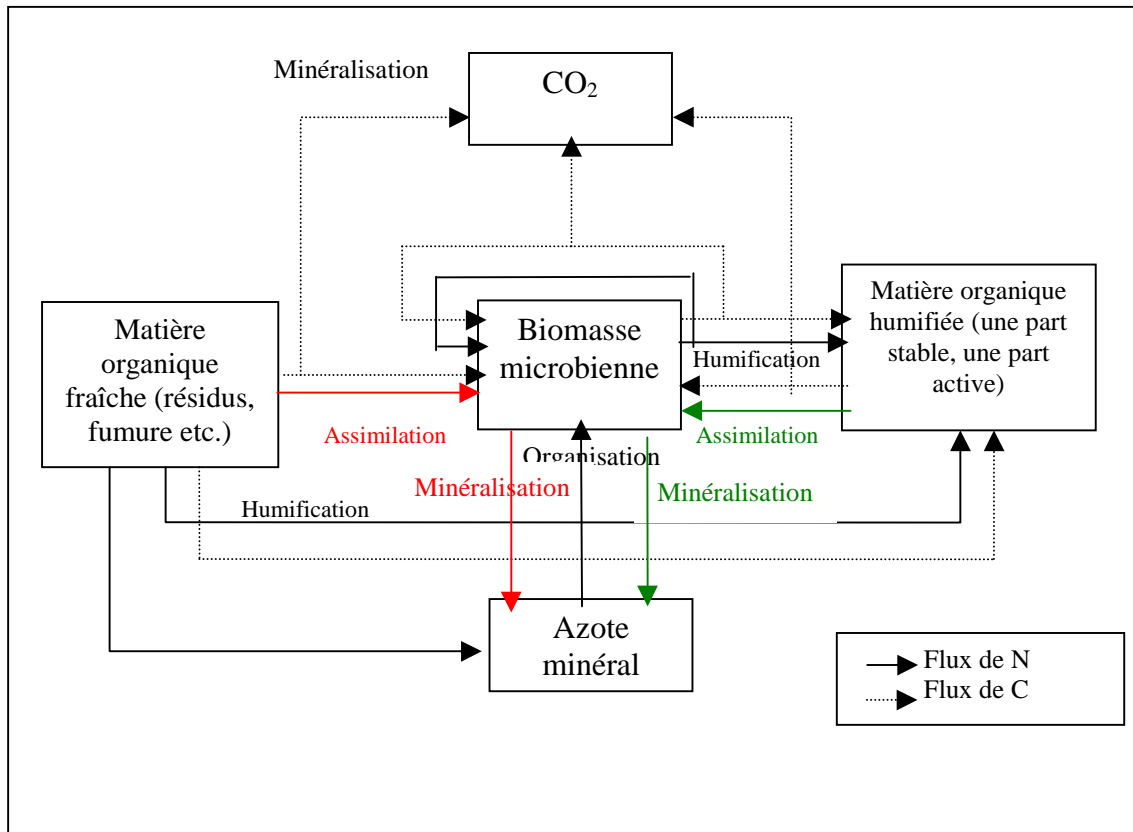 Minéralisation
CO₂
Matière
organique
fraîche (résidus,
fumure etc.)
Biomasse
microbienne
Matière organique
humifiée (une part
stable, une part
active)
Humification
Assimilation
Assimilation
Organisation
Minéralisation
Minéralisation
Humification
Azote
minéral
Flux de N
Flux de C